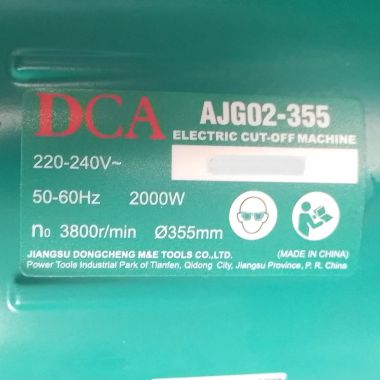 DCA AJG02-355
ELECTRIC CUT-OFF MACHINE
220-240V~
50-60Hz 2000W
n₀ 3800r/min Ø355mm
JIANGSU DONGCHENG M&E TOOLS CO.,LTD. (MADE IN CHINA)
Power Tools Industrial Park of Tianfen, Qidong City, Jiangsu Province, P. R. China